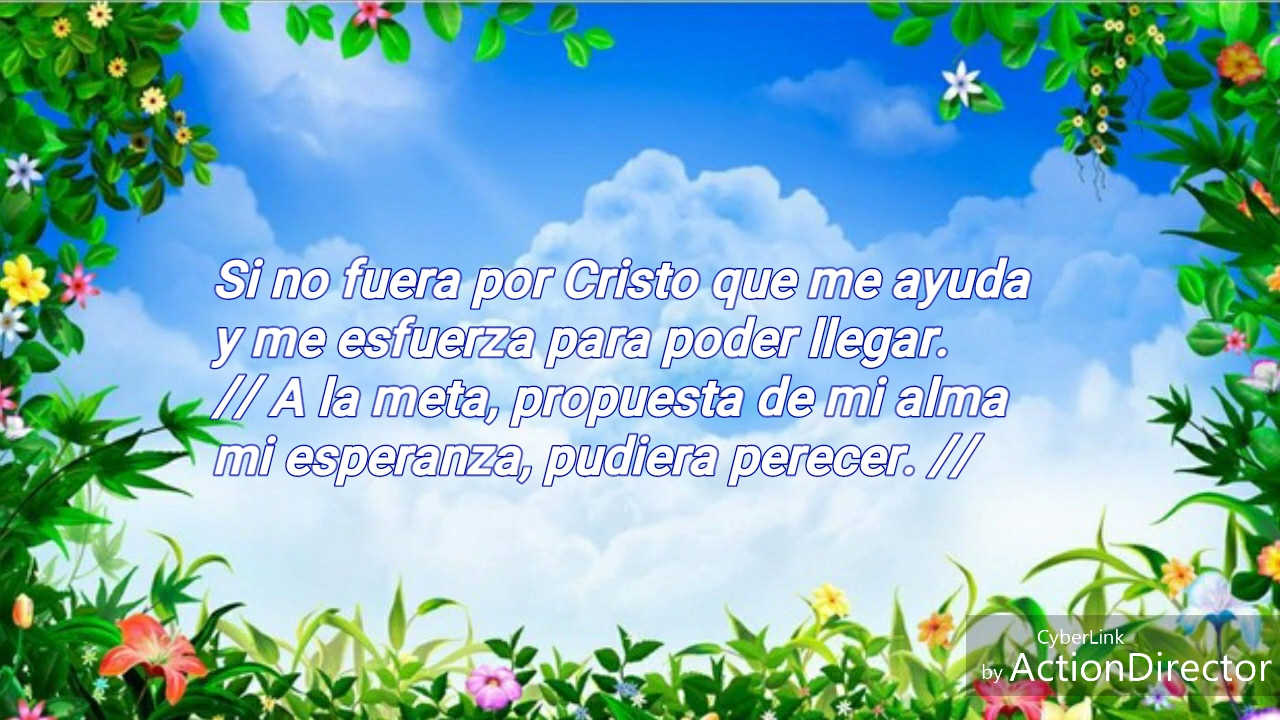 Si no fuera por Cristo que me ayuda
y me esfuerza para poder llegar.
// A la meta, propuesta de mi alma
mi esperanza, pudiera perecer. //
CyberLink
by ActionDirector